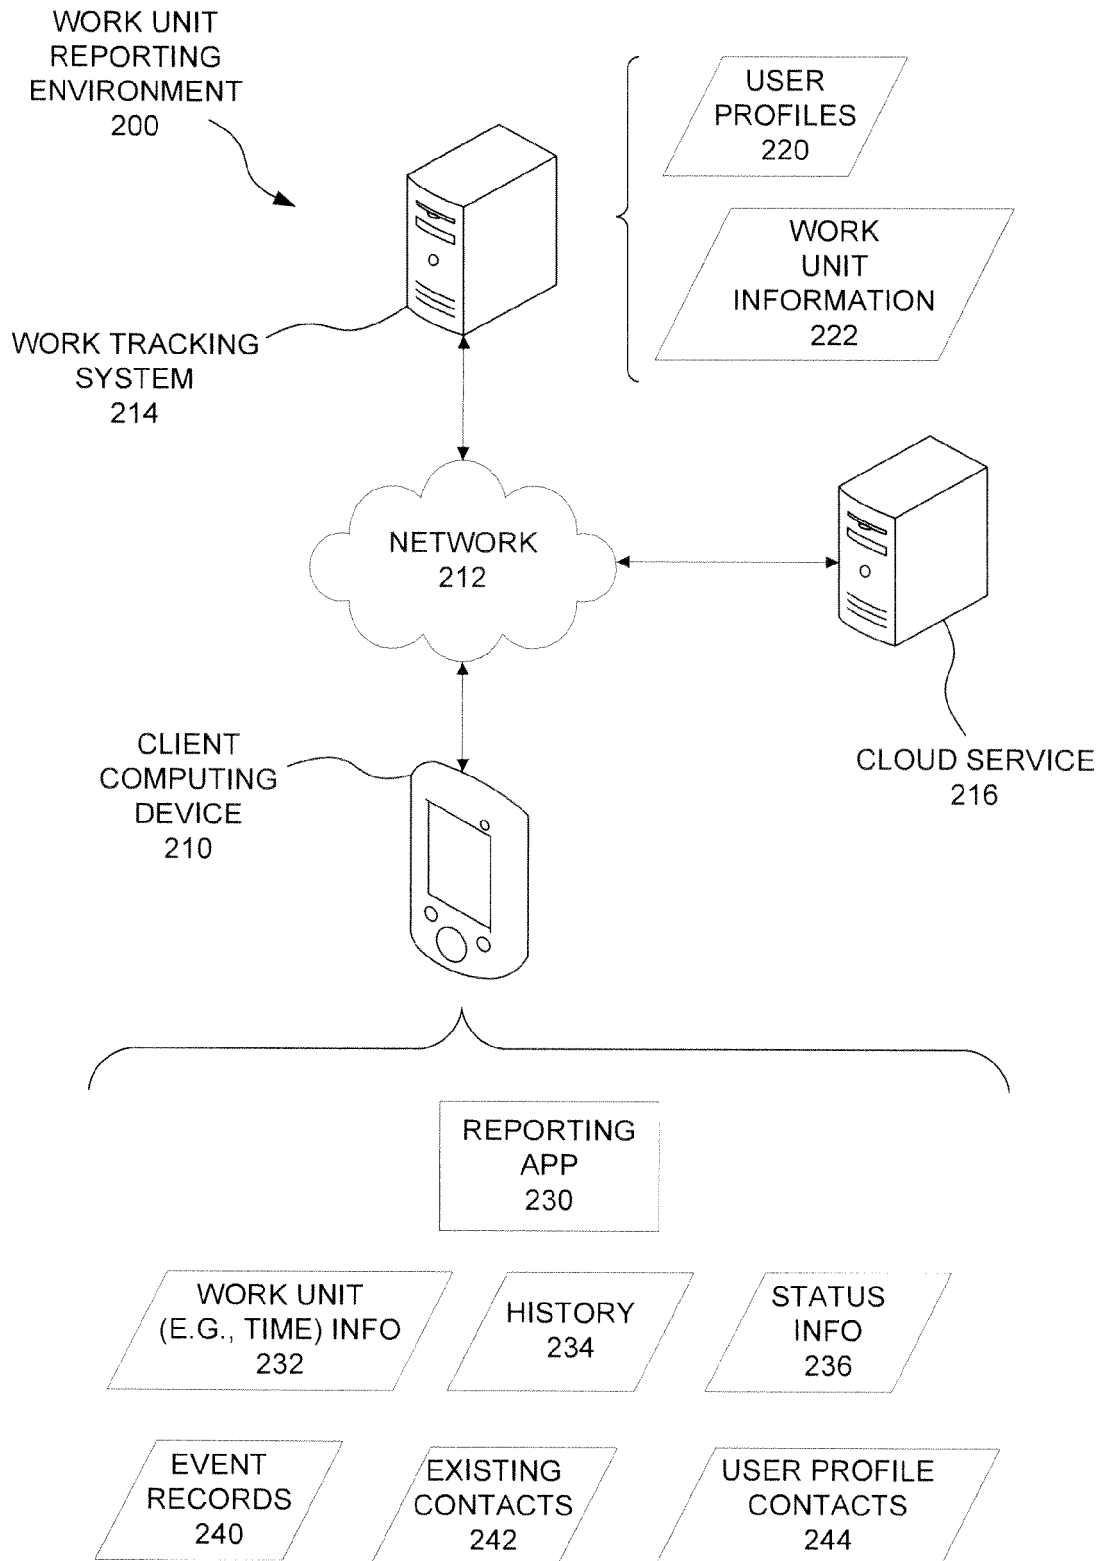 WORK UNIT
REPORTING
ENVIRONMENT
200
USER
PROFILES
220
WORK
UNIT
INFORMATION
222
WORK TRACKING
SYSTEM
214
NETWORK
212
CLOUD SERVICE
216
CLIENT
COMPUTING
DEVICE
210
REPORTING
APP
230
WORK UNIT
(E.G., TIME) INFO
232
HISTORY
234
STATUS
INFO
236
EVENT
RECORDS
240
EXISTING
CONTACTS
242
USER PROFILE
CONTACTS
244